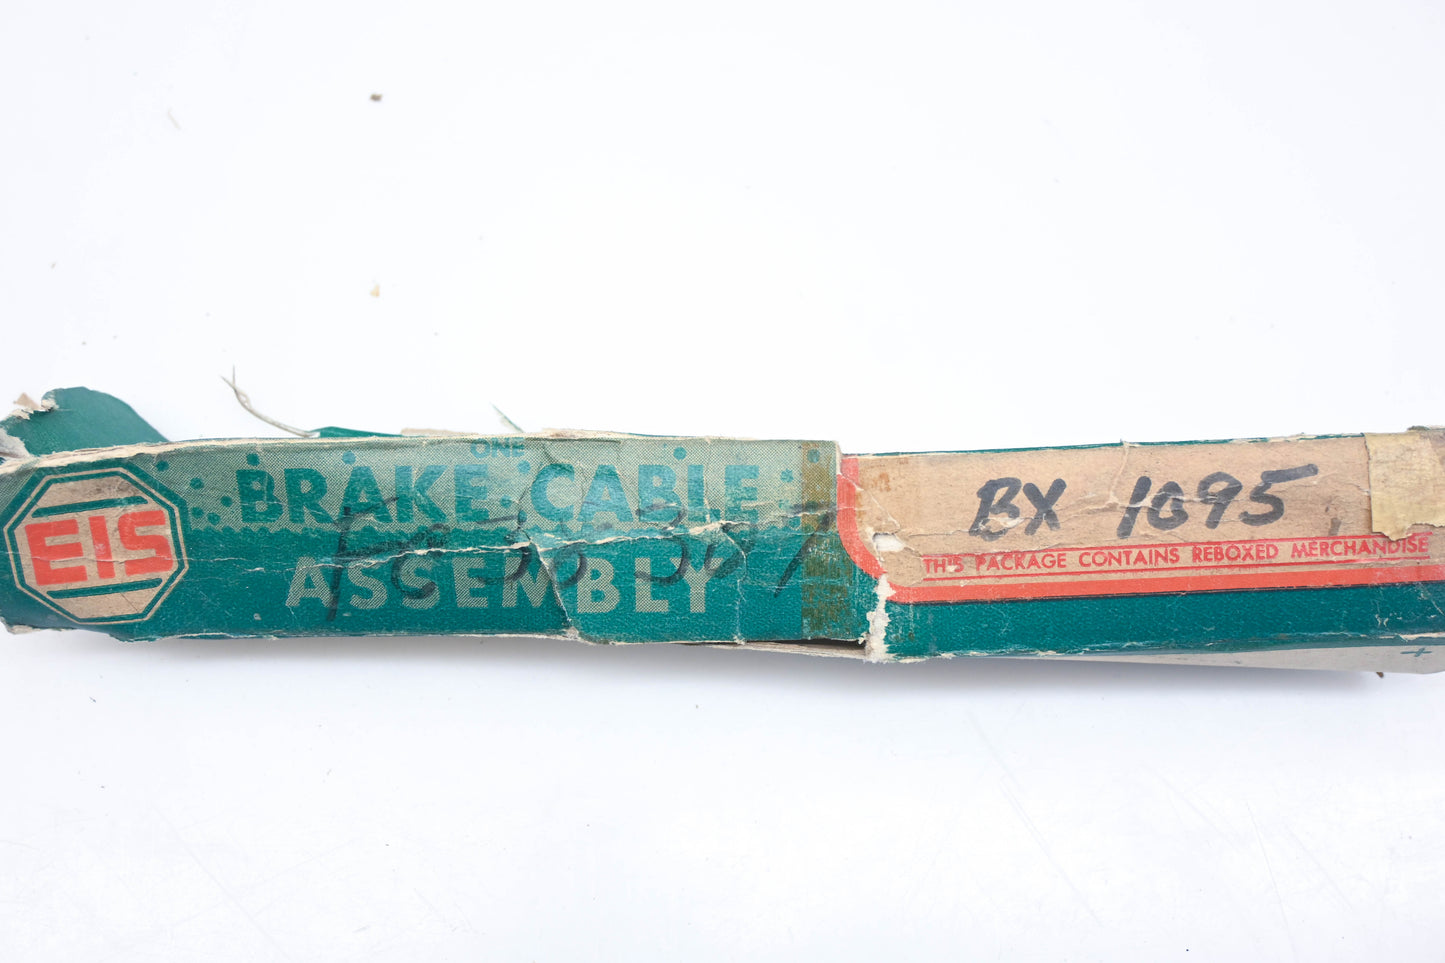 EIS
ONE
BRAKE CABLE
ASSEMBLY
BX 1095
THIS PACKAGE CONTAINS REBOXED MERCHANDISE